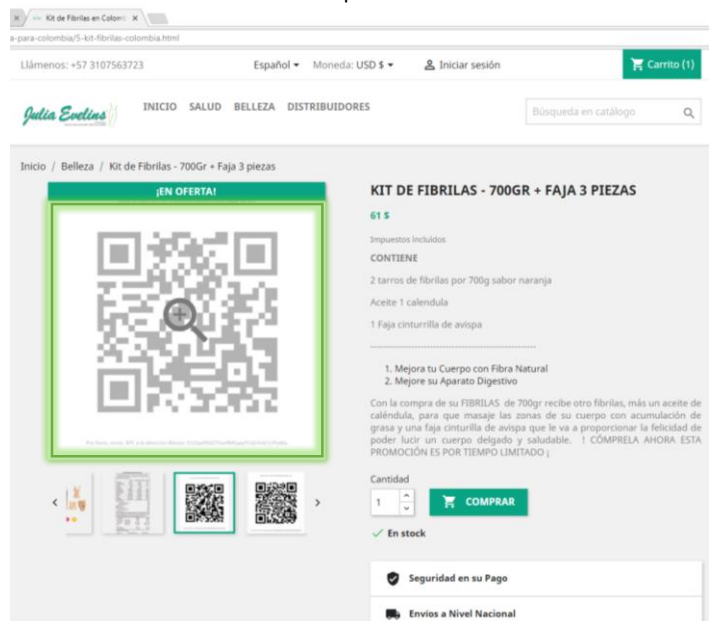 Kit de Fibrilas en Colom
a-para-colombia/5-kit-fibrilas-colombia.html
Llámenos: +57 3107563723
Español
Moneda: USD $
Iniciar sesión
Carrito (1)
Julia Evelins
INICIO SALUD BELLEZA DISTRIBUIDORES
Búsqueda en catálogo
Inicio / Belleza / Kit de Fibrilas - 700Gr + Faja 3 piezas
¡EN OFERTA!
KIT DE FIBRILAS - 700GR + FAJA 3 PIEZAS
61 $
Impuestos incluidos
CONTIENE
2 tarros de fibrilas por 700g sabor naranja
Aceite 1 calendula
1 Faja cinturrilla de avispa
1. Mejora tu Cuerpo con Fibra Natural
2. Mejore su Aparato Digestivo
Con la compra de su FIBRILAS de 700gr recibe otro fibrilas, más un aceite de
caléndula, para que masaje las zonas de su cuerpo con acumulación de
grasa y una faja cinturilla de avispa que le va a proporcionar la felicidad de
poder lucir un cuerpo delgado y saludable. ! CÓMPRELA AHORA ESTA
PROMOCIÓN ES POR TIEMPO LIMITADO ¡
Cantidad
1
COMPRAR
En stock
Seguridad en su Pago
Envíos a Nivel Nacional